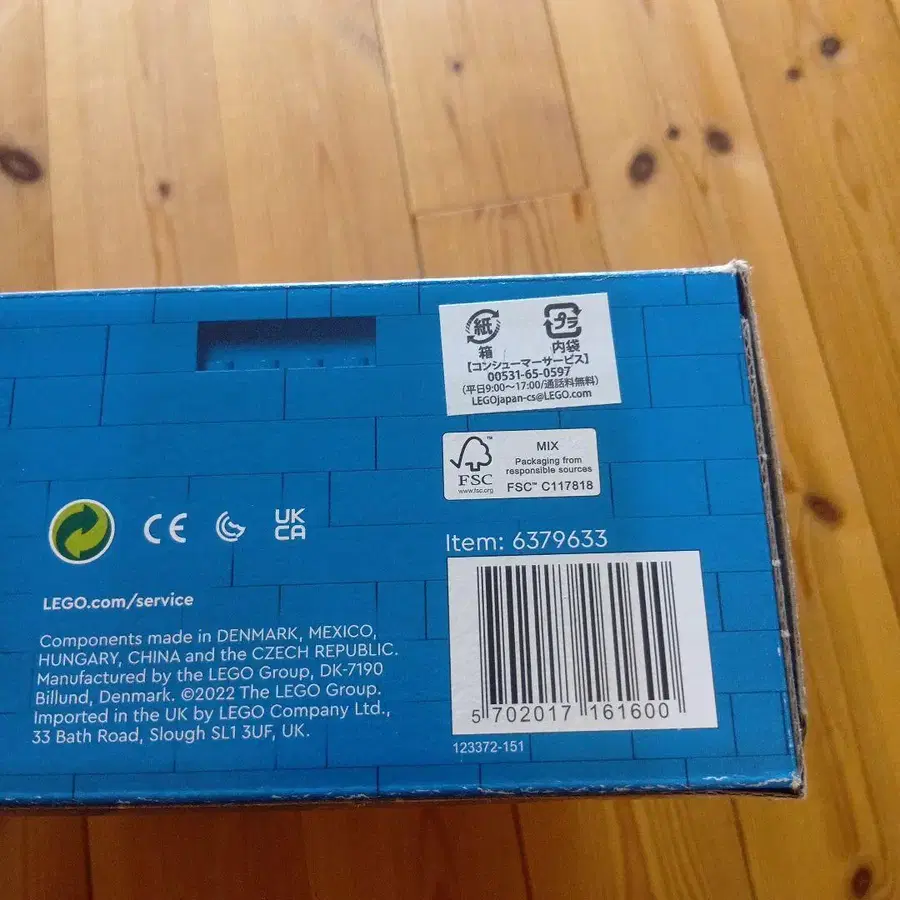 紙
プラ
箱
内袋
【コンシューマーサービス】
00531-65-0597
(平日9:00～17:00/通話料無料)
LEGOjapan-cs@LEGO.com
FSC™
www.fsc.org
MIX
Packaging from
responsible sources
FSC™ C117818
CE
UK
CA
Item: 6379633
LEGO.com/service
Components made in DENMARK, MEXICO,
HUNGARY, CHINA and the CZECH REPUBLIC.
Manufactured by the LEGO Group, DK-7190
Billund, Denmark. ©2022 The LEGO Group.
Imported in the UK by LEGO Company Ltd.,
33 Bath Road, Slough SL1 3UF, UK.
5 702017 161600
123372-151